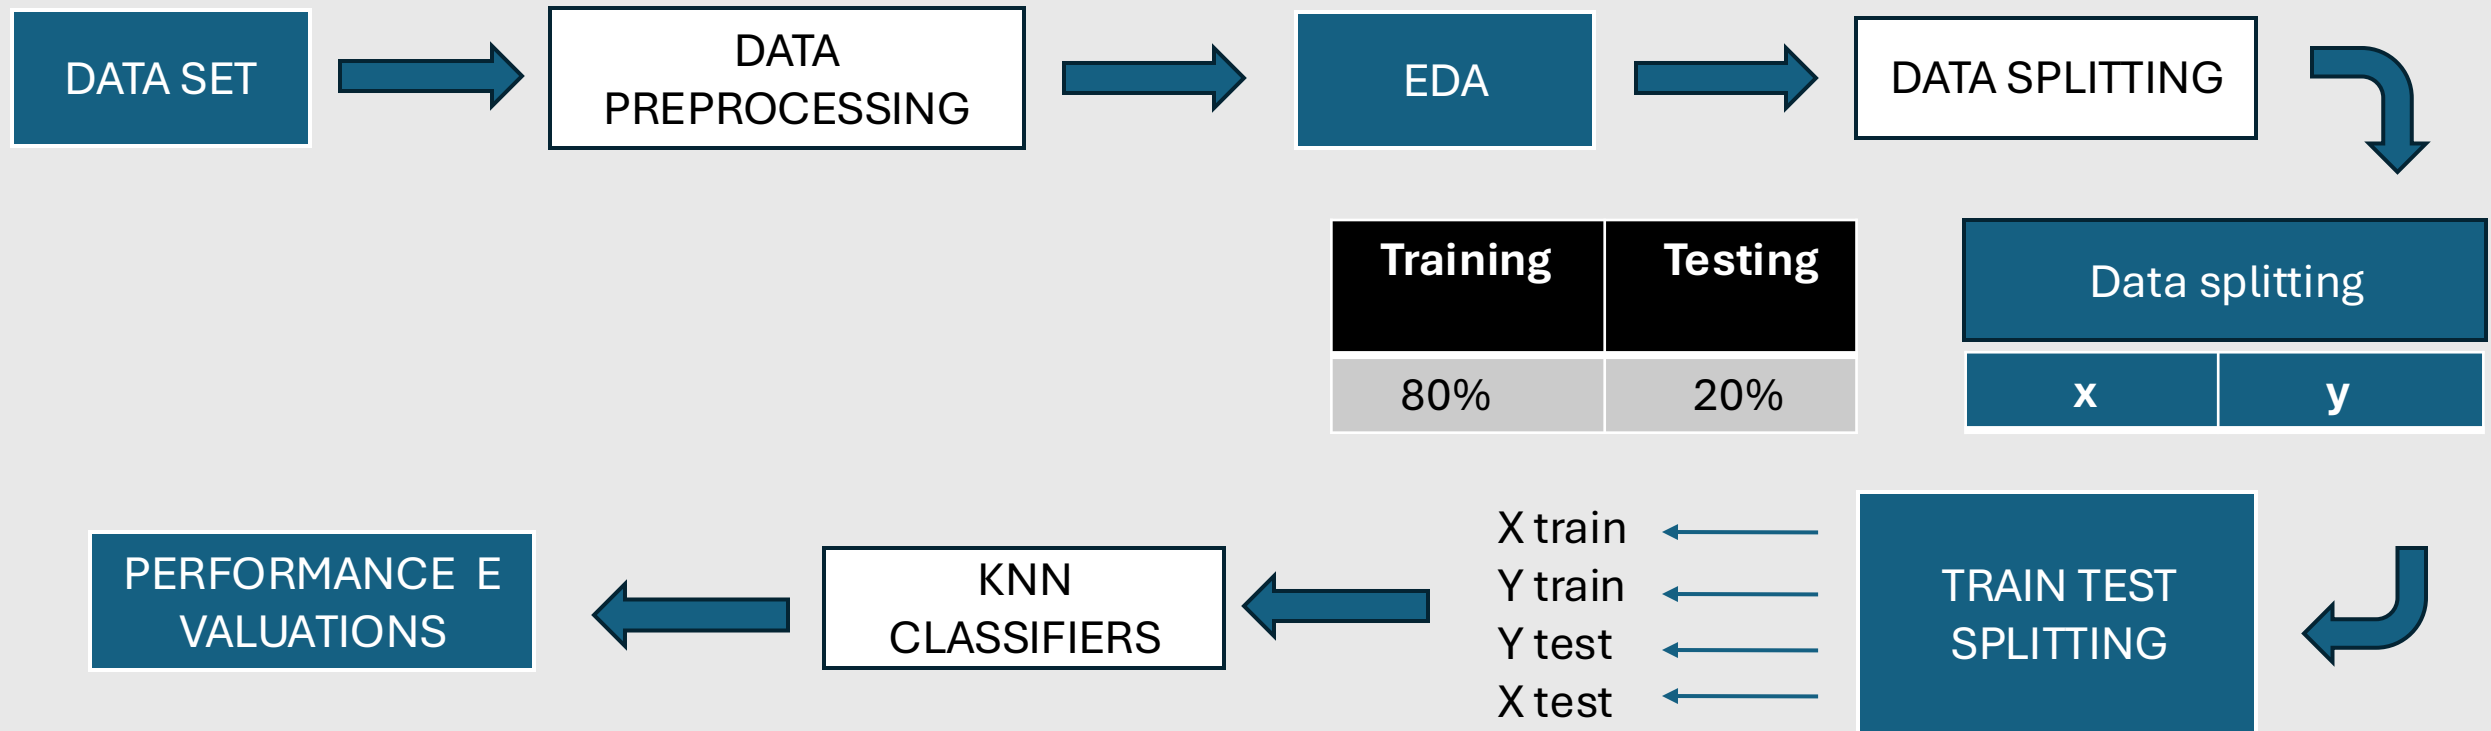 DATA SET
DATA
PREPROCESSING
EDA
DATA SPLITTING
Training
Testing
80%
20%
Data splitting
x
y
TRAIN TEST
SPLITTING
X train
Y train
Y test
X test
KNN
CLASSIFIERS
PERFORMANCE E
VALUATIONS